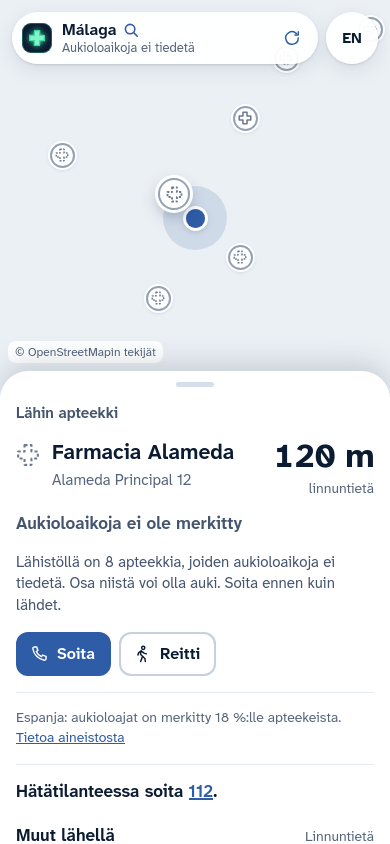 Málaga
Aukioloaikoja ei tiedetä
EN
© OpenStreetMapin tekijät
Lähin apteekki
Farmacia Alameda
120 m
Alameda Principal 12
linnuntietä
Aukioloaikoja ei ole merkitty
Lähistöllä on 8 apteekkia, joiden aukioloaikoja ei
tiedetä. Osa niistä voi olla auki. Soita ennen kuin
lähdet.
Soita
Reitti
Espanja: aukioloajat on merkitty 18 %:lle apteekeista.
Tietoa aineistosta
Hätätilanteessa soita 112.
Muut lähellä
Linnuntietä